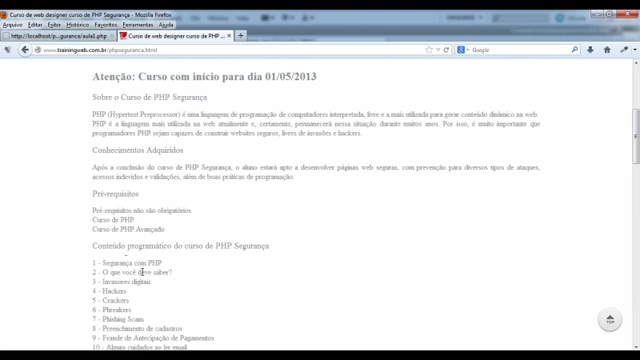 Curso de web designer curso de PHP Segurança - Mozilla Firefox
Arquivo Editar Exibir Histórico Favoritos Ferramentas Ajuda
http://localhost/p...guranca/aula1.php
Curso de web designer curso de PHP ...
www.trainingweb.com.br/phpseguranca.html
Google
Atenção: Curso com início para dia 01/05/2013
Sobre o Curso de PHP Segurança
PHP (Hypertext Preprocessor) é uma linguagem de programação de computadores interpretada, livre e a mais utilizada para gerar conteúdo dinâmico na web.
PHP é a linguagem mais utilizada na web atualmente e, certamente, permanecerá nessa situação durante muitos anos. Por isso, é muito importante que
programadores PHP sejam capazes de construir websites seguros, livres de invasões e hackers.
Conhecimentos Adquiridos
Após a conclusão do curso de PHP Segurança, o aluno estará apto a desenvolver páginas web seguras, com prevenção para diversos tipos de ataques,
acessos indevidos e validações, além de boas práticas de programação.
Pré-requisitos
Pré-requisitos não são obrigatórios
Curso de PHP
Curso de PHP Avançado
Conteúdo programático do curso de PHP Segurança
1 - Segurança com PHP
2 - O que você deve saber?
3 - Invasores digitais
4 - Hackers
5 - Crackers
6 - Phreakers
7 - Phishing Scans
8 - Preenchimento de cadastros
9 - Fraude de Antecipação de Pagamentos
10 - Alguns cuidados ao ler email
TOP